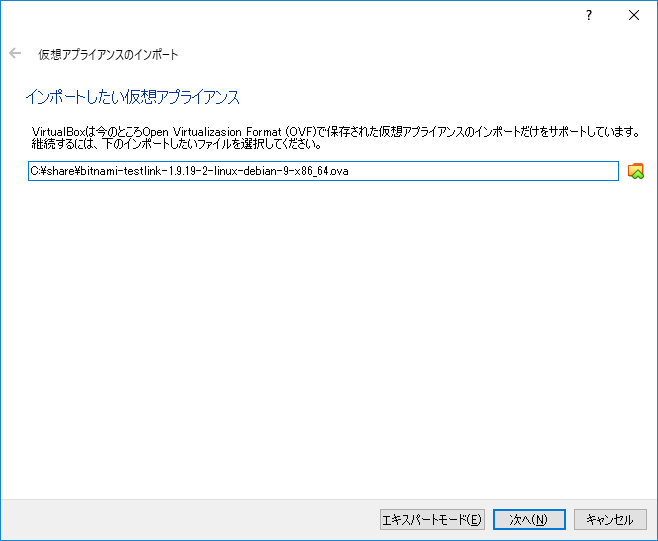 ?
仮想アプライアンスのインポート
インポートしたい仮想アプライアンス
VirtualBoxは今のところOpen Virtualizasion Format (OVF)で保存された仮想アプライアンスのインポートだけをサポートしています。
継続するには、下のインポートしたいファイルを選択してください。
C:¥share¥bitnami-testlink-1.9.19-2-linux-debian-9-x86_64.ova
エキスパートモード(E) 次へ(N) キャンセル